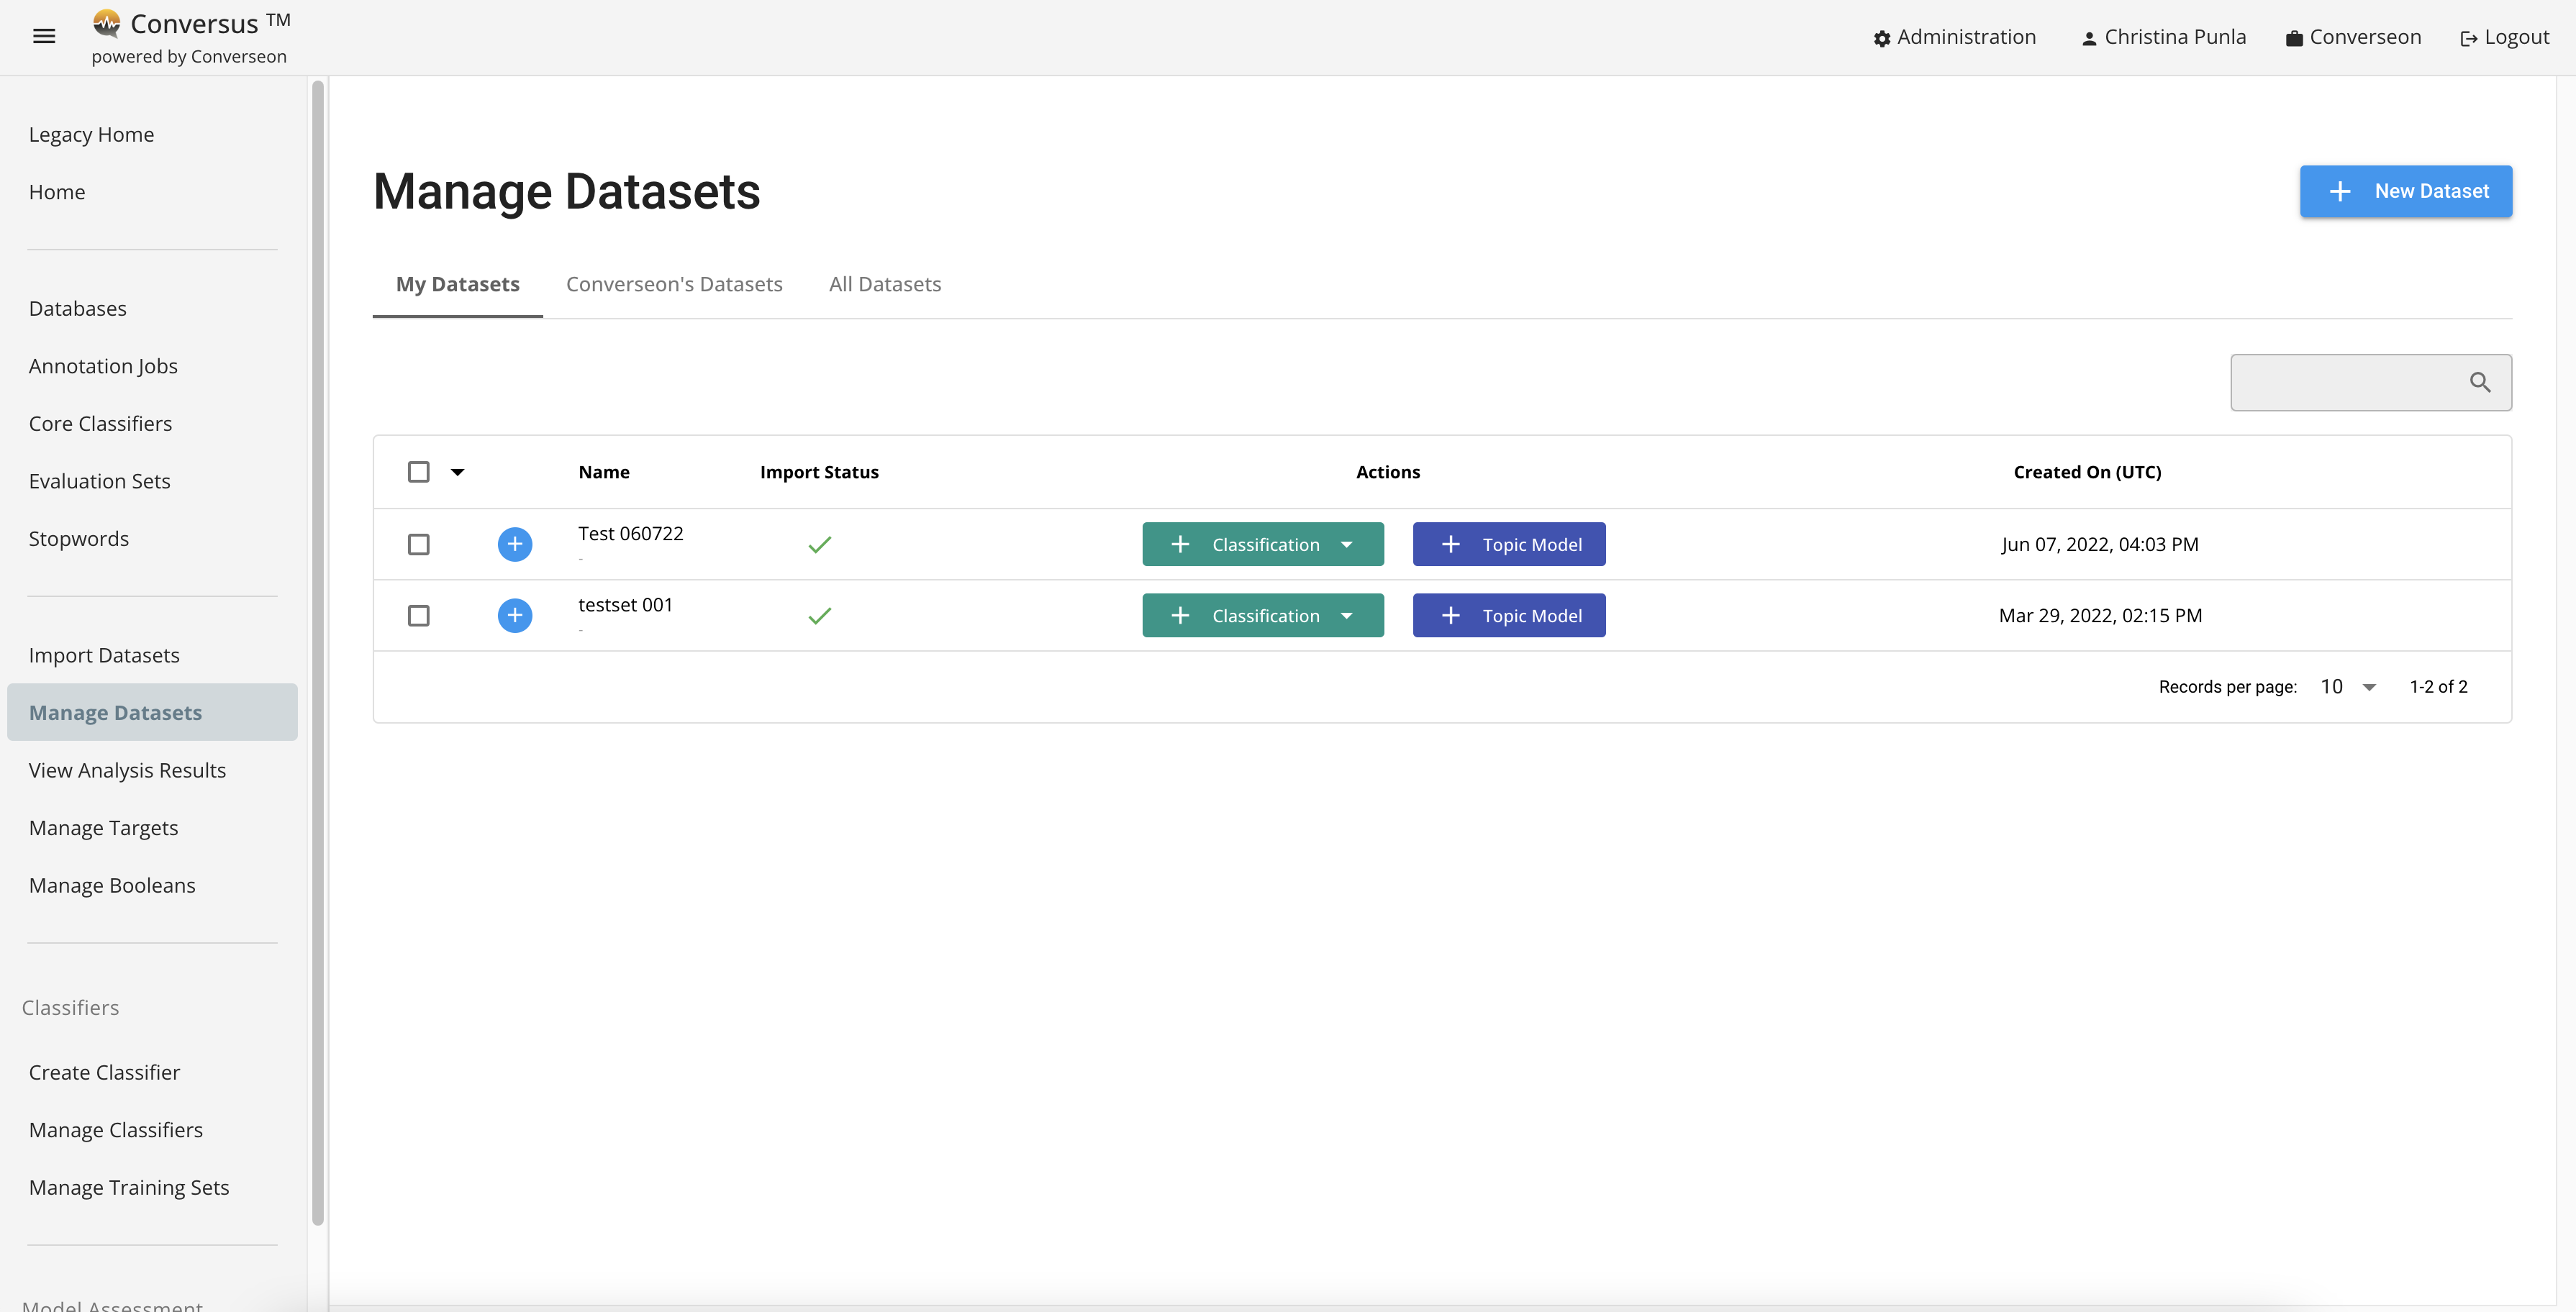 Conversus ™
powered by Converseon
Administration
Christina Punla
Converseon
Logout
Legacy Home
Home
Databases
Annotation Jobs
Core Classifiers
Evaluation Sets
Stopwords
Import Datasets
Manage Datasets
View Analysis Results
Manage Targets
Manage Booleans
Classifiers
Create Classifier
Manage Classifiers
Manage Training Sets
Model Assessment
Manage Datasets
New Dataset
My Datasets Converseon's Datasets All Datasets
Name Import Status Actions Created On (UTC)
Test 060722 Classification Topic Model Jun 07, 2022, 04:03 PM
-
testset 001 Classification Topic Model Mar 29, 2022, 02:15 PM
-
Records per page: 10 1-2 of 2